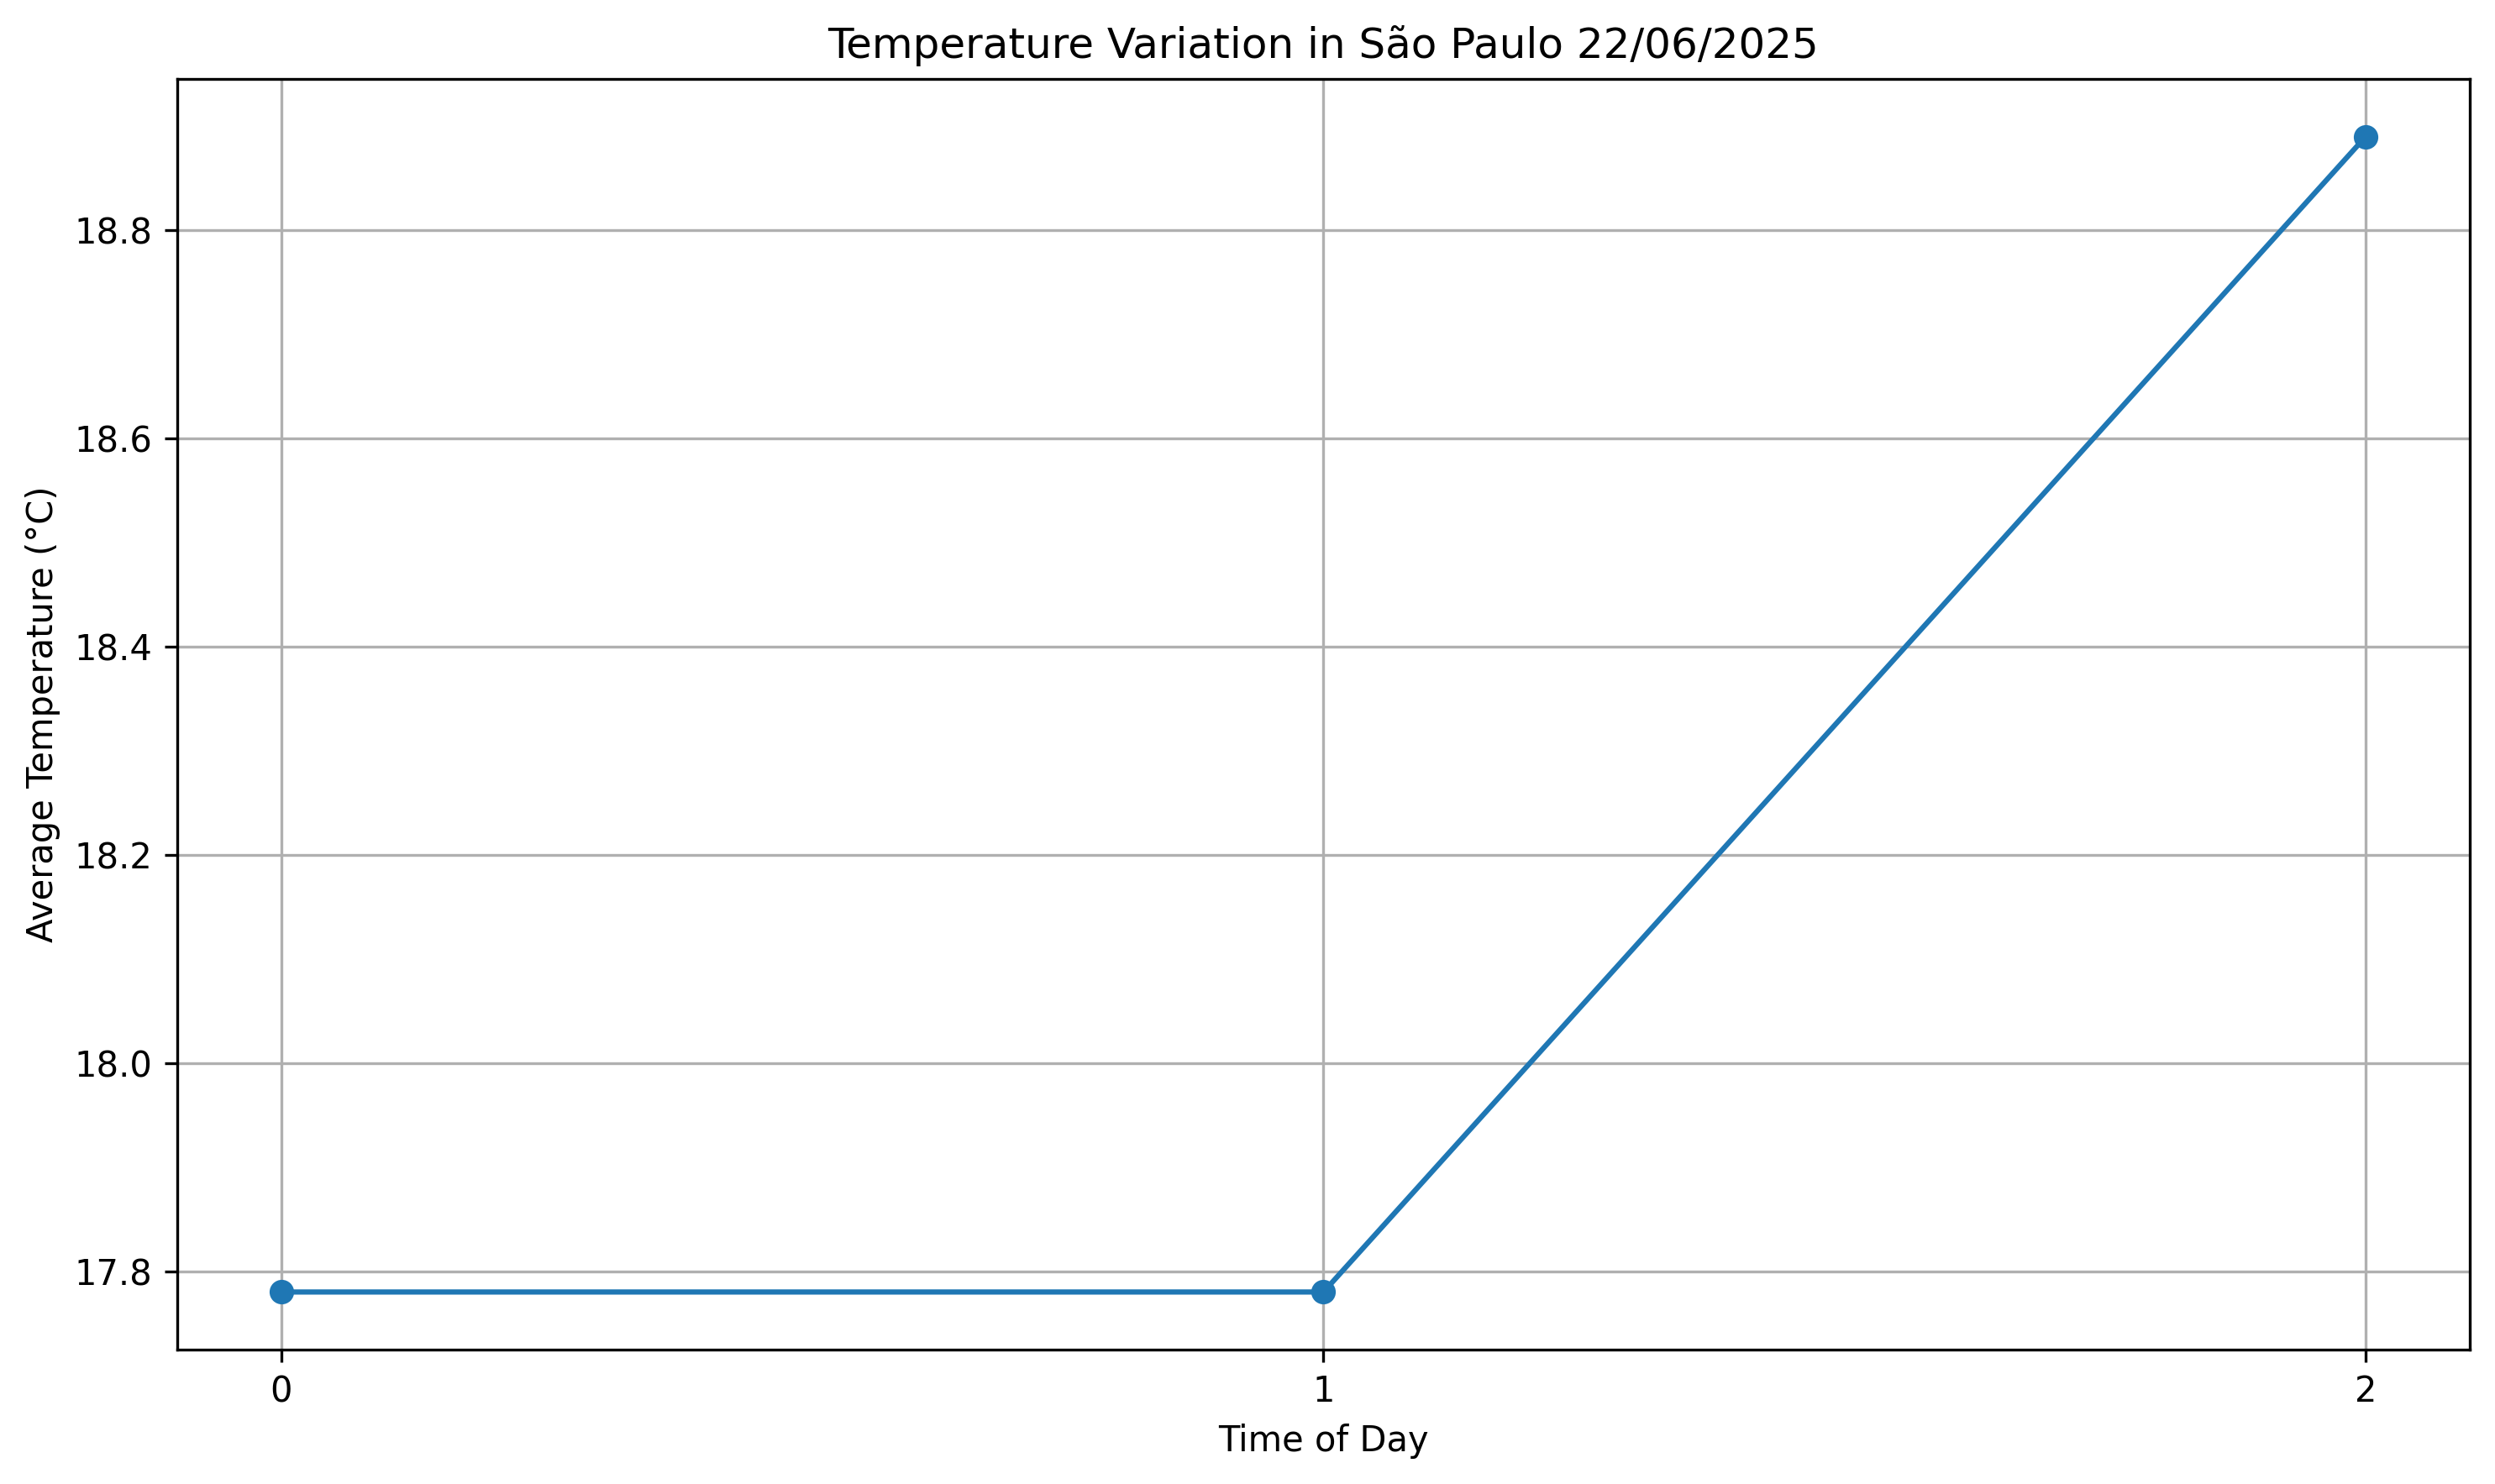 Temperature Variation in São Paulo 22/06/2025
Average Temperature (°C)
18.8
18.6
18.4
18.2
18.0
17.8
0 1 2
Time of Day